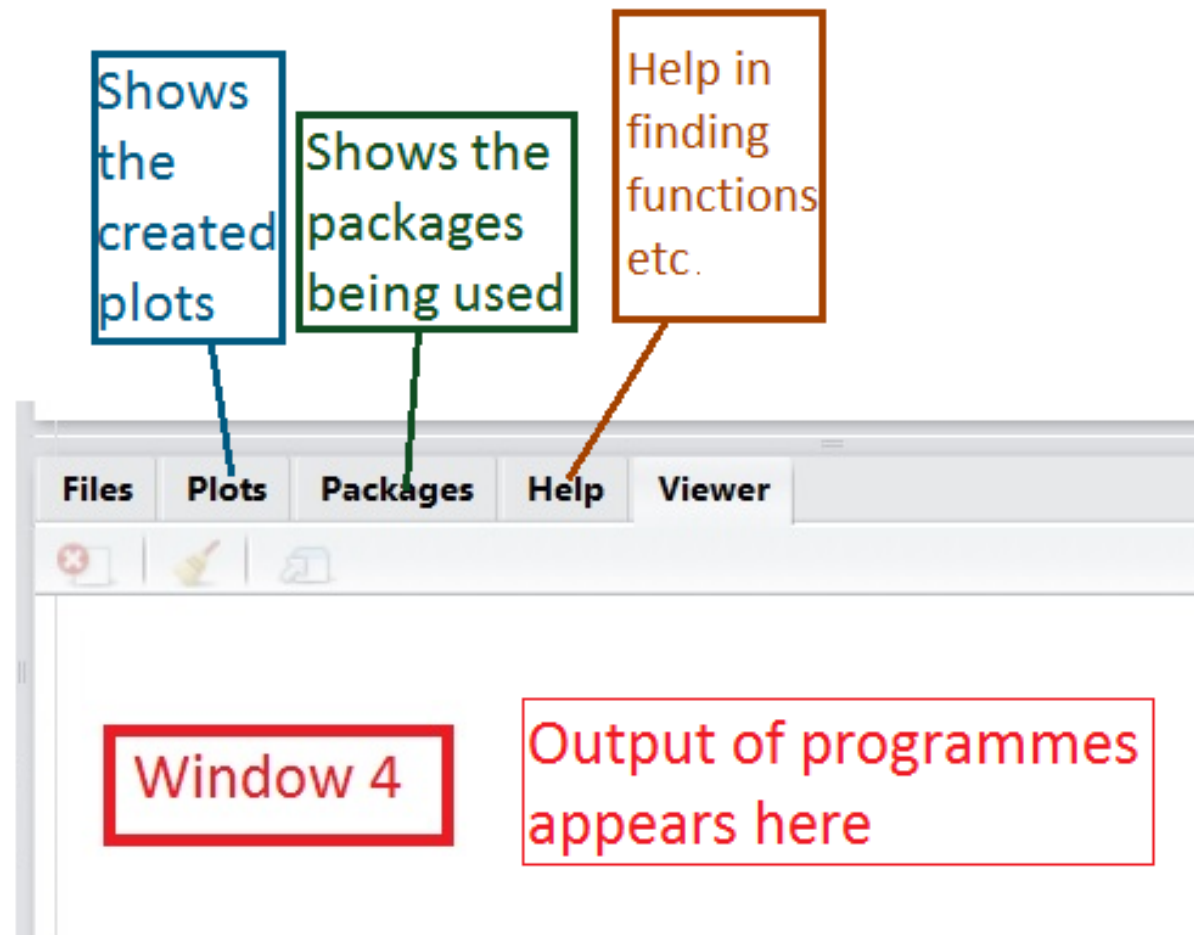 Shows
the
created
plots
Shows the
packages
being used
Help in
finding
functions
etc.
Files Plots Packages Help Viewer
Window 4
Output of programmes
appears here